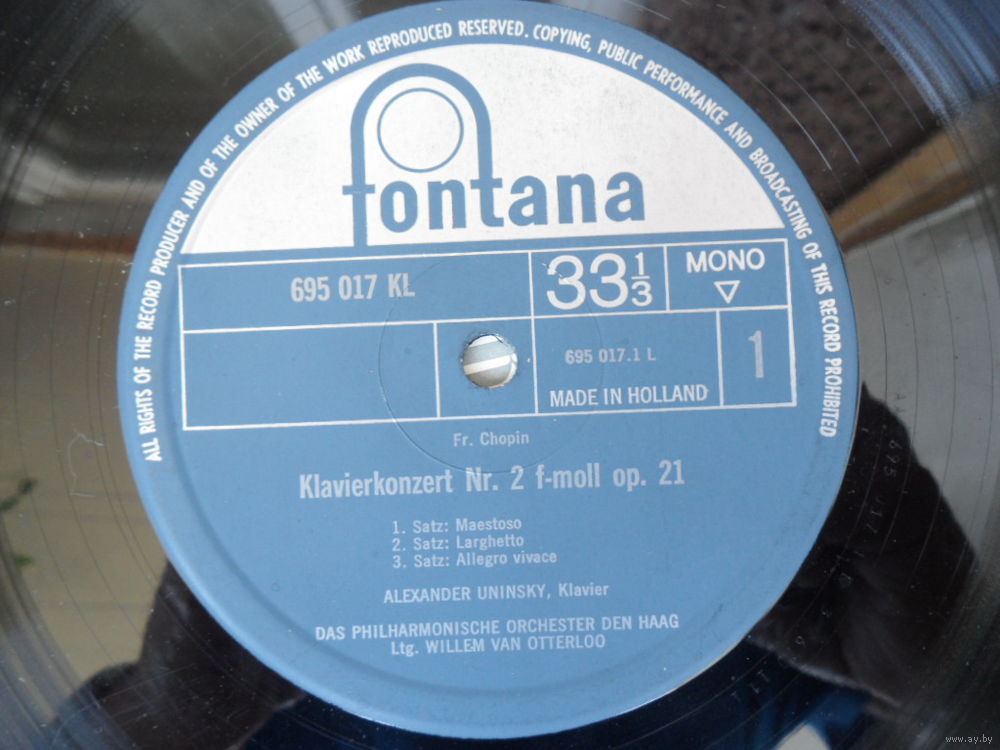 ALL RIGHTS OF THE RECORD PRODUCER AND OF THE OWNER OF THE WORK REPRODUCED RESERVED. COPYING, PUBLIC PERFORMANCE AND BROADCASTING OF THIS RECORD PROHIBITED
fontana
695 017 KL
33 1/3
MONO
695 017.1 L
1
MADE IN HOLLAND
Fr. Chopin
Klavierkonzert Nr. 2 f-moll op. 21
1. Satz: Maestoso
2. Satz: Larghetto
3. Satz: Allegro vivace
ALEXANDER UNINSKY, Klavier
DAS PHILHARMONISCHE ORCHESTER DEN HAAG
Ltg. WILLEM VAN OTTERLOO
www.ay.by